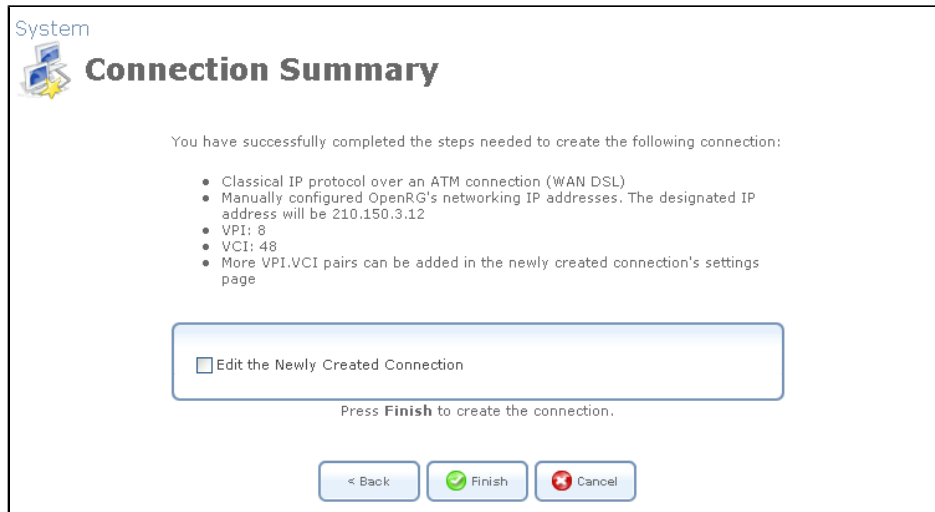 System
Connection Summary
You have successfully completed the steps needed to create the following connection:
Classical IP protocol over an ATM connection (WAN DSL)
Manually configured OpenRG's networking IP addresses. The designated IP
address will be 210.150.3.12
VPI: 8
VCI: 48
More VPI.VCI pairs can be added in the newly created connection's settings
page
Edit the Newly Created Connection
Press Finish to create the connection.
< Back
Finish
Cancel